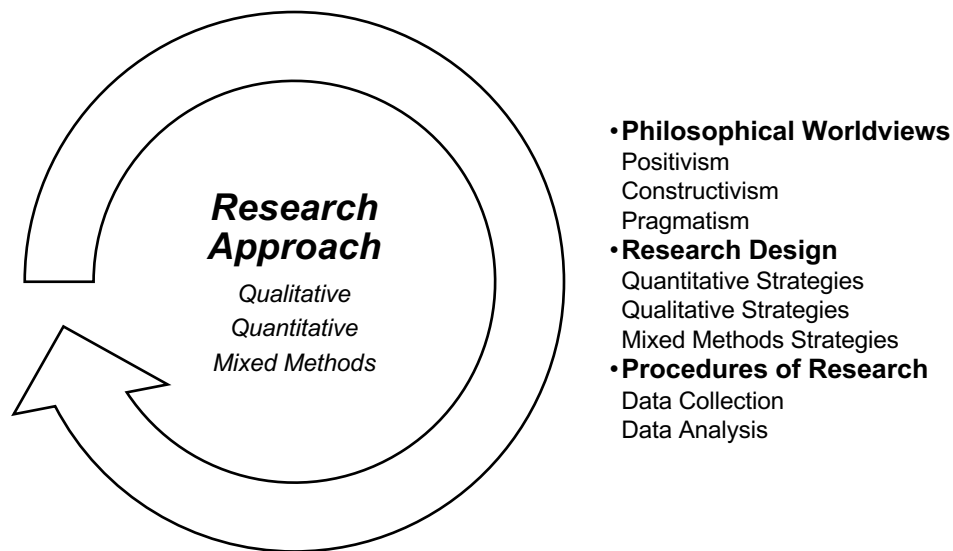 Research
Approach
Qualitative
Quantitative
Mixed Methods
•Philosophical Worldviews
Positivism
Constructivism
Pragmatism
•Research Design
Quantitative Strategies
Qualitative Strategies
Mixed Methods Strategies
•Procedures of Research
Data Collection
Data Analysis